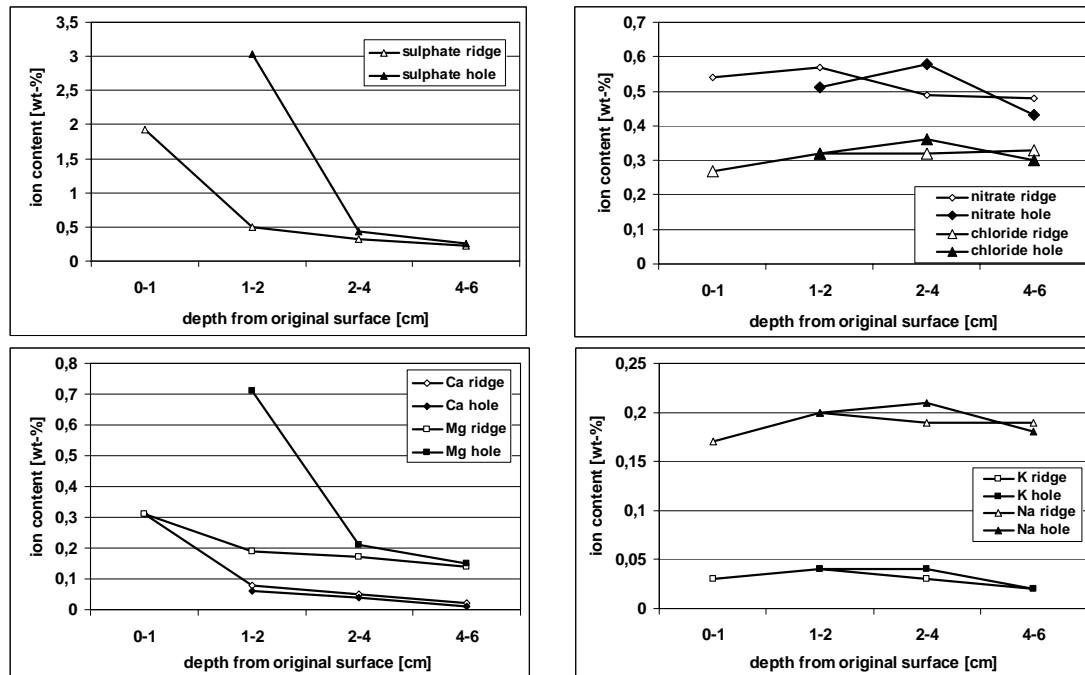 3,5
3
2,5
2
1,5
1
0,5
0
ion content [wt-%]
sulphate ridge
sulphate hole
0-1
1-2
2-4
4-6
depth from original surface [cm]
0,7
0,6
0,5
0,4
0,3
0,2
0,1
0
ion content [wt-%]
nitrate ridge
nitrate hole
chloride ridge
chloride hole
0-1
1-2
2-4
4-6
depth from original surface [cm]
0,8
0,7
0,6
0,5
0,4
0,3
0,2
0,1
0
ion content [wt-%]
Ca ridge
Ca hole
Mg ridge
Mg hole
0-1
1-2
2-4
4-6
depth from original surface [cm]
0,25
0,2
0,15
0,1
0,05
0
ion content [wt-%]
K ridge
K hole
Na ridge
Na hole
0-1
1-2
2-4
4-6
depth from original surface [cm]